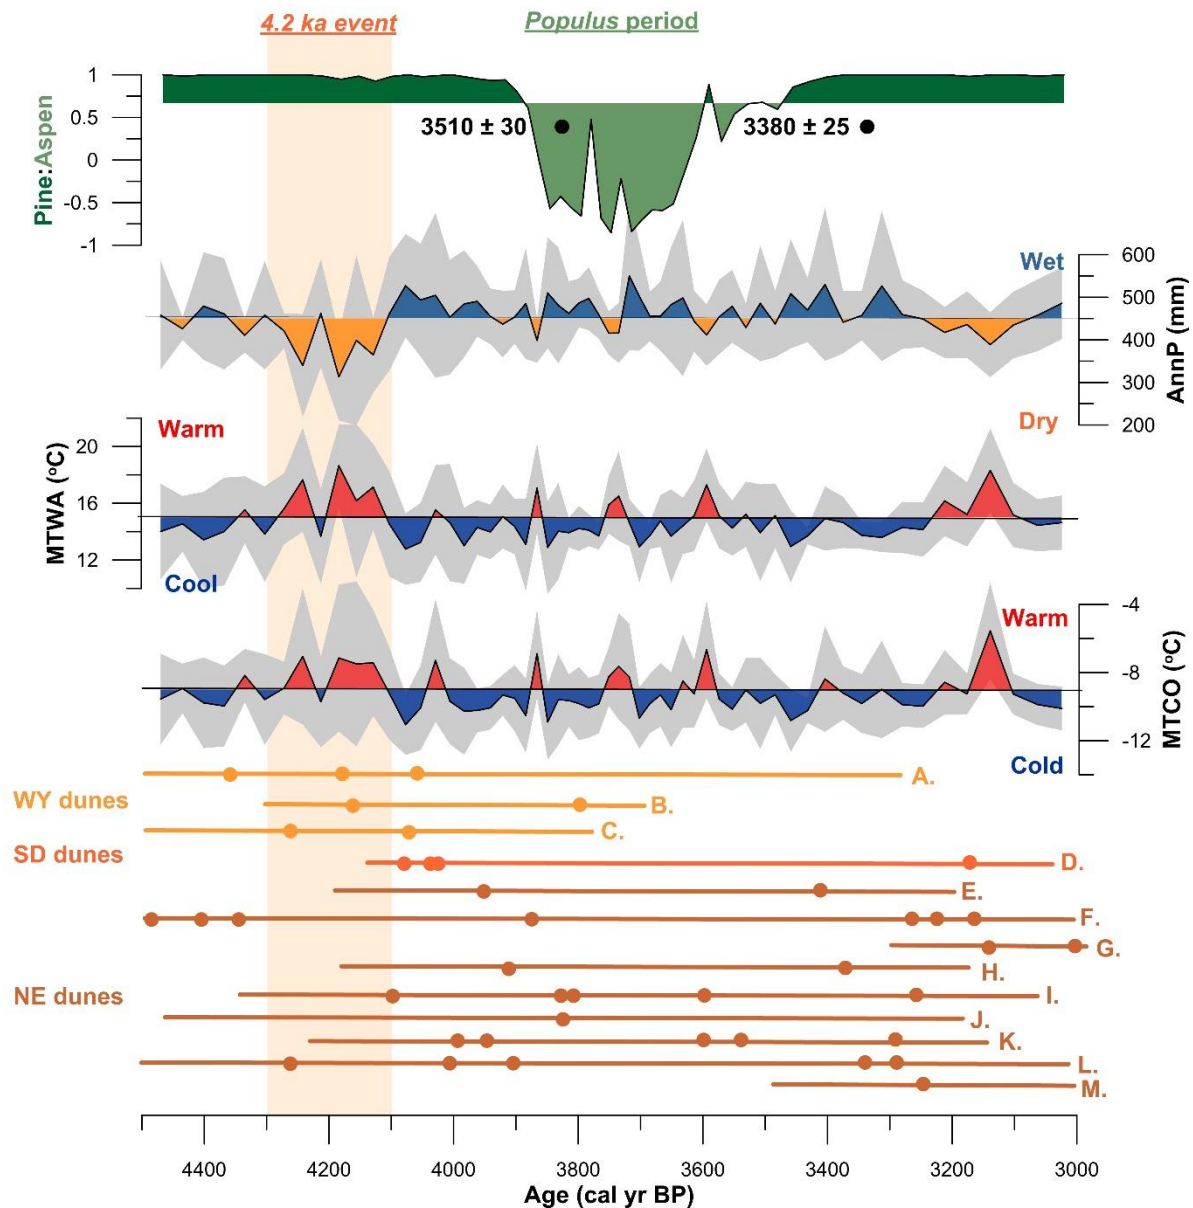 4.2 ka event
Populus period
Pine:Aspen
1
0.5
0
-0.5
-1
3510 ± 30
3380 ± 25
Wet
Dry
AnnP (mm)
600
500
400
300
200
MTWA (°C)
20
16
12
Warm
Cool
Warm
Cold
MTCO (°C)
-4
-8
-12
WY dunes
SD dunes
NE dunes
A.
B.
C.
D.
E.
F.
G.
H.
I.
J.
K.
L.
M.
4400 4200 4000 3800 3600 3400 3200 3000
Age (cal yr BP)